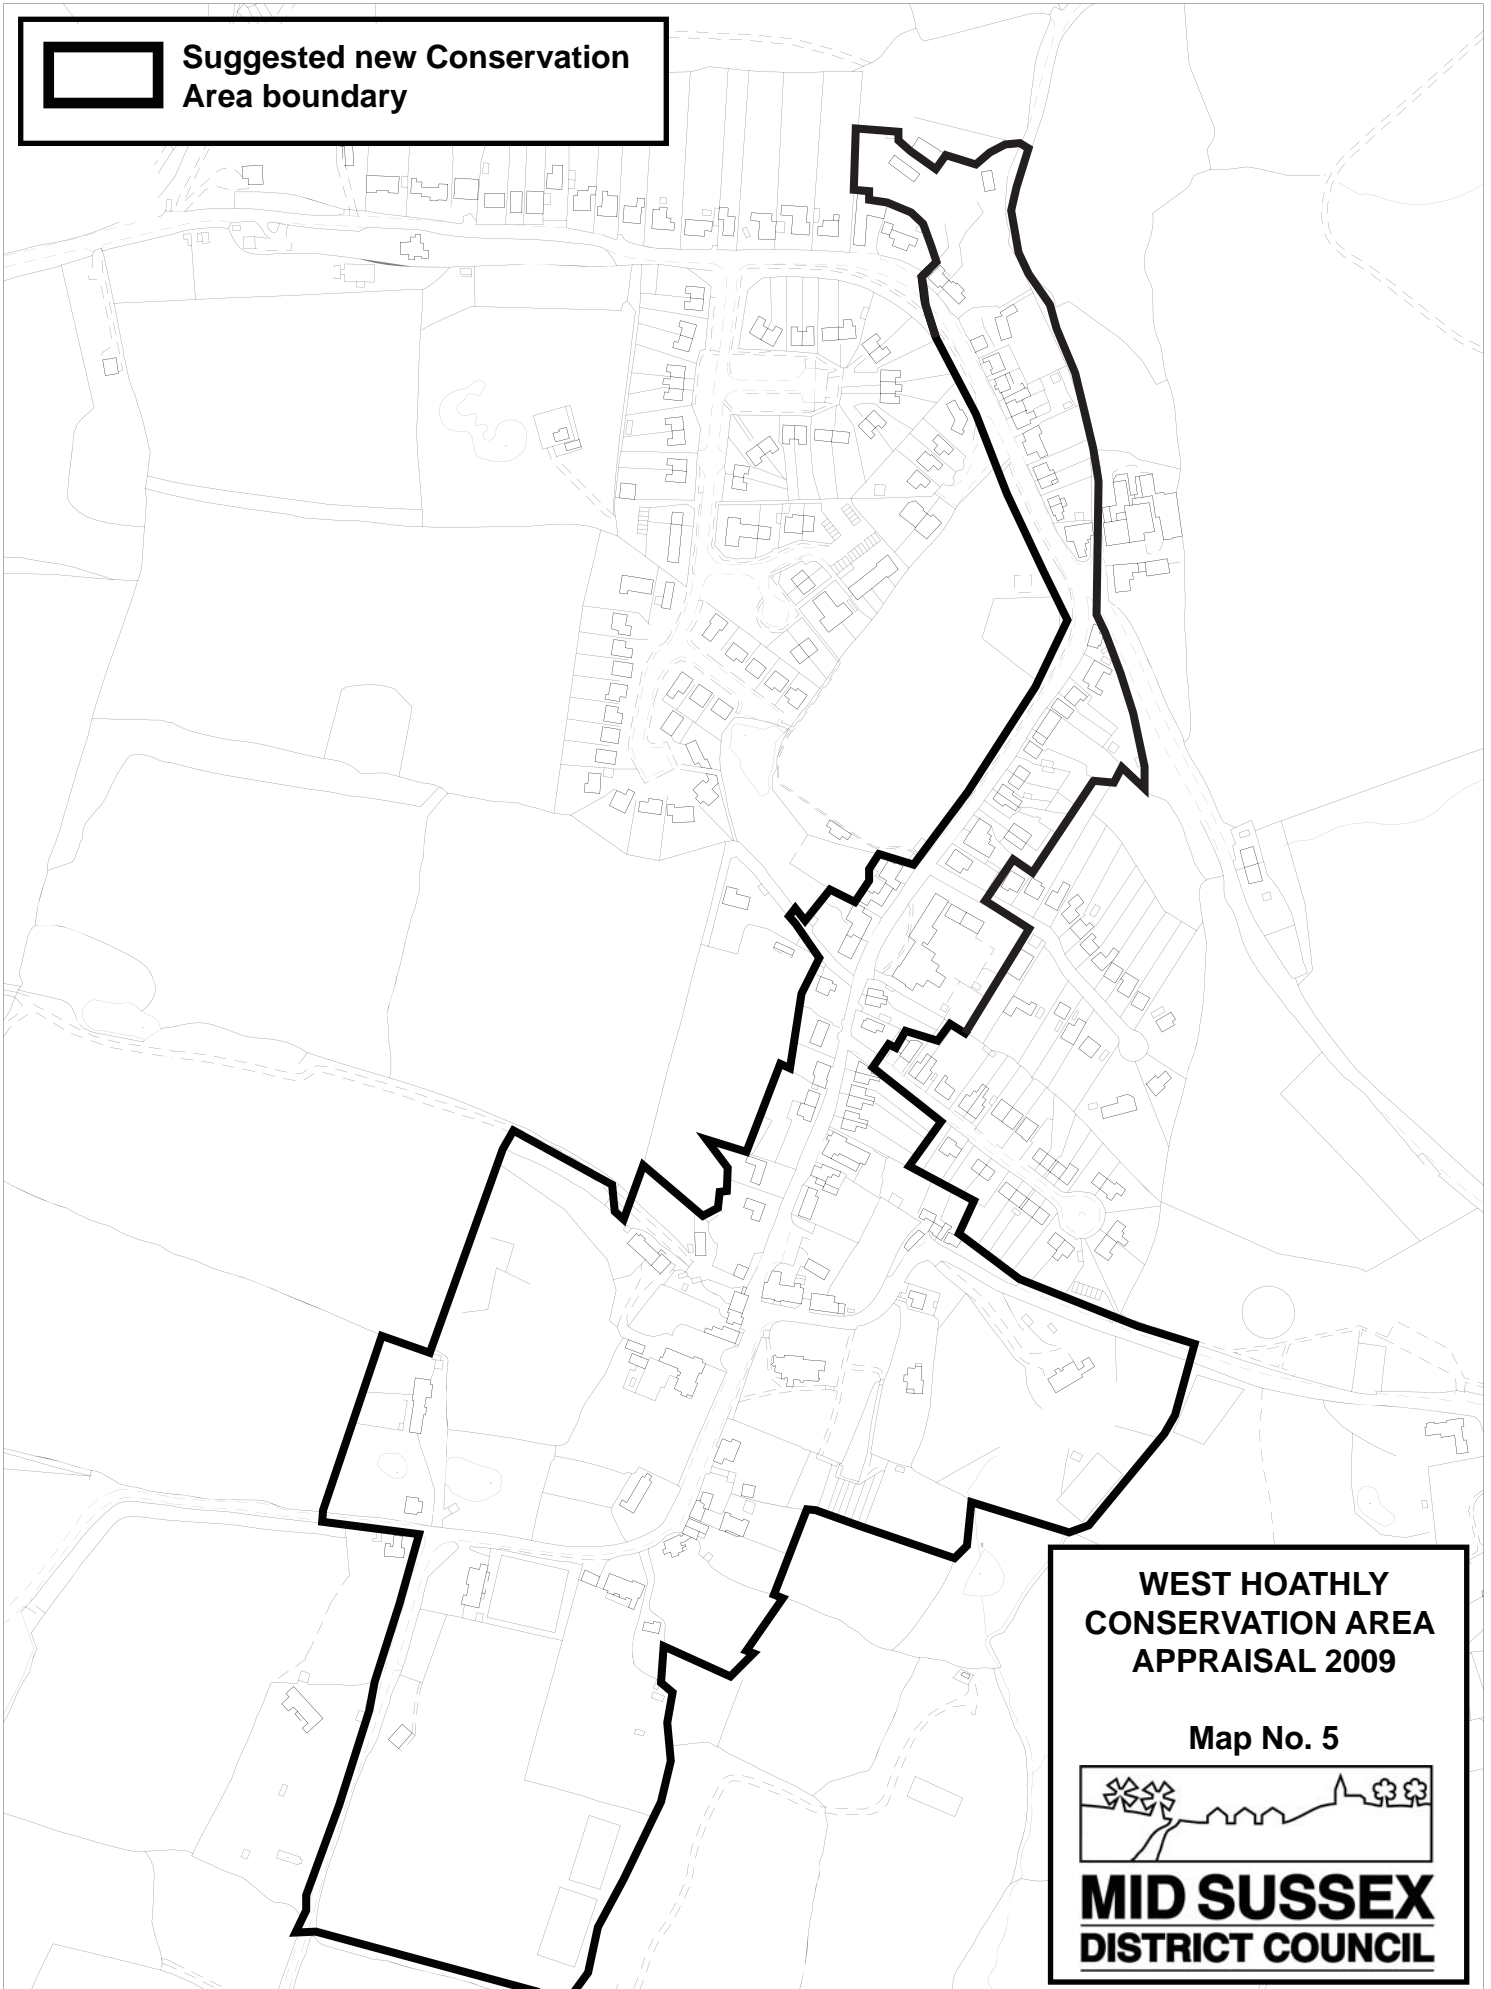 Suggested new Conservation
Area boundary
WEST HOATHLY
CONSERVATION AREA
APPRAISAL 2009
Map No. 5
MID SUSSEX
DISTRICT COUNCIL